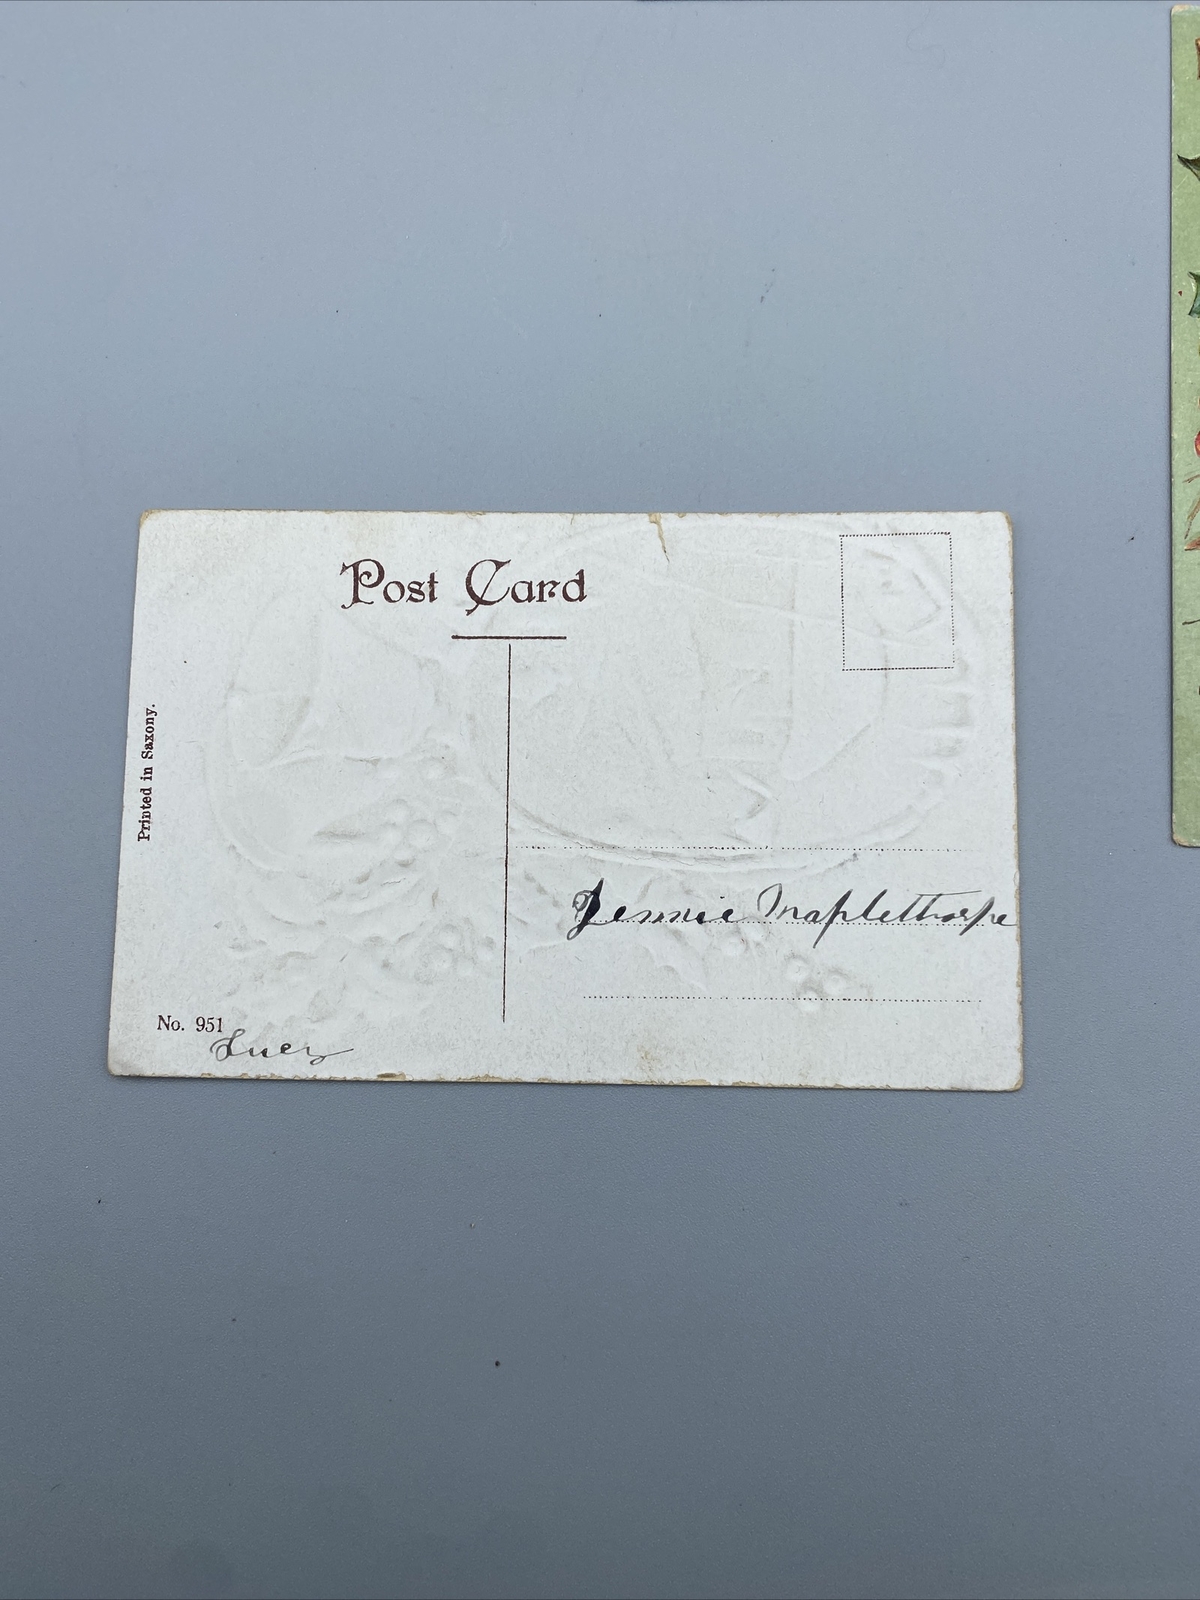 Post Card
Printed in Saxony.
Jennie Maplethorpe
No. 951
Lucy